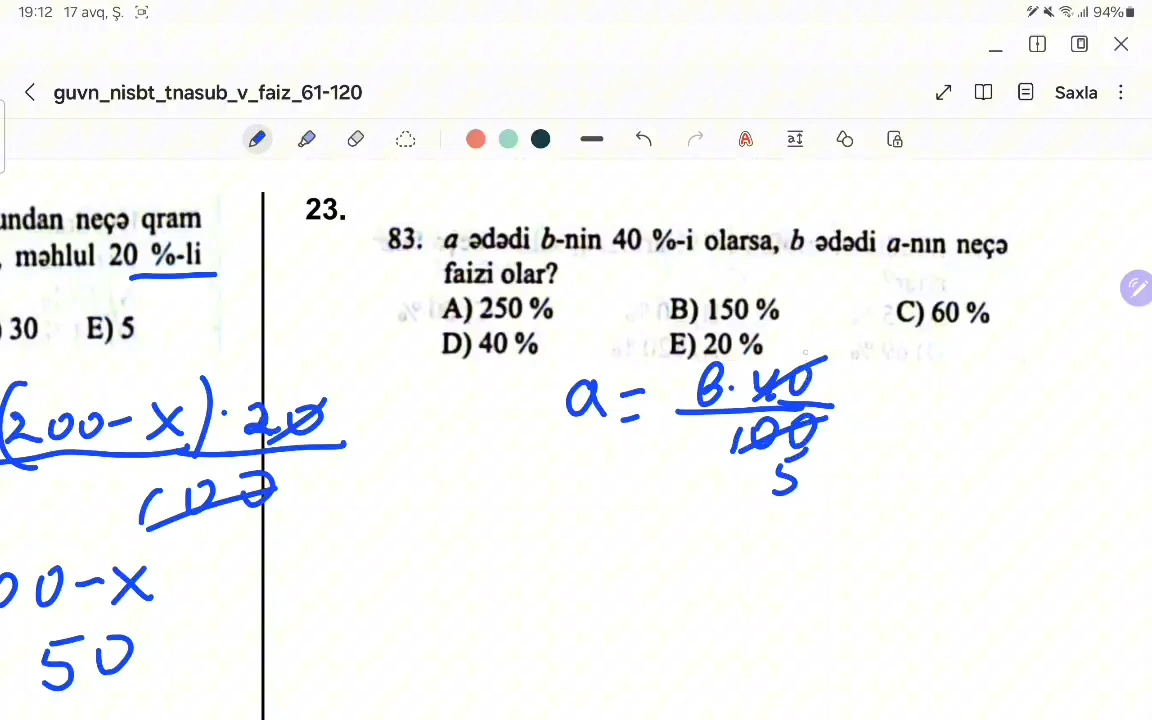 19:12 17 avq, Ş. 94%
guvn_nisbt_tnasub_v_faiz_61-120 Saxla
undan neçə qram
məhlul 20 %-li
30 E) 5
(200 - x) · 20
100
00 - x
50
23.
83. a ədədi b-nin 40 %-i olarsa, b ədədi a-nın neçə
faizi olar?
A) 250 % B) 150 % C) 60 %
D) 40 % E) 20 %
a = b · 40
100
5